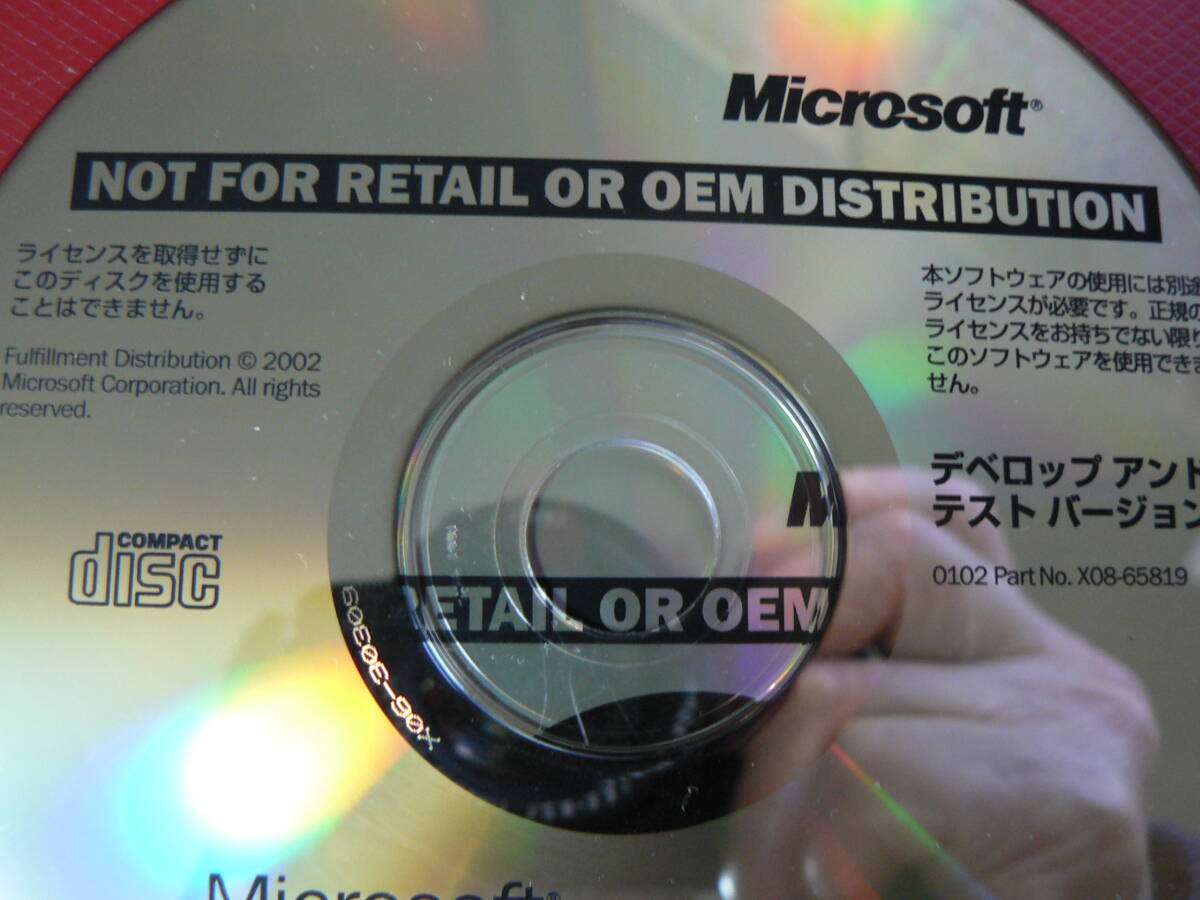 Microsoft®
NOT FOR RETAIL OR OEM DISTRIBUTION
ライセンスを取得せずに
このディスクを使用する
ことはできません。
Fulfillment Distribution © 2002
Microsoft Corporation. All rights
reserved.
本ソフトウェアの使用には別途
ライセンスが必要です。正規の
ライセンスをお持ちでない限り
このソフトウェアを使用できま
せん。
COMPACT
disc
デベロップ アンド
テスト バージョン
0102 Part No. X08-65819
M
RETAIL OR OEM
X06-30309
Microsoft®